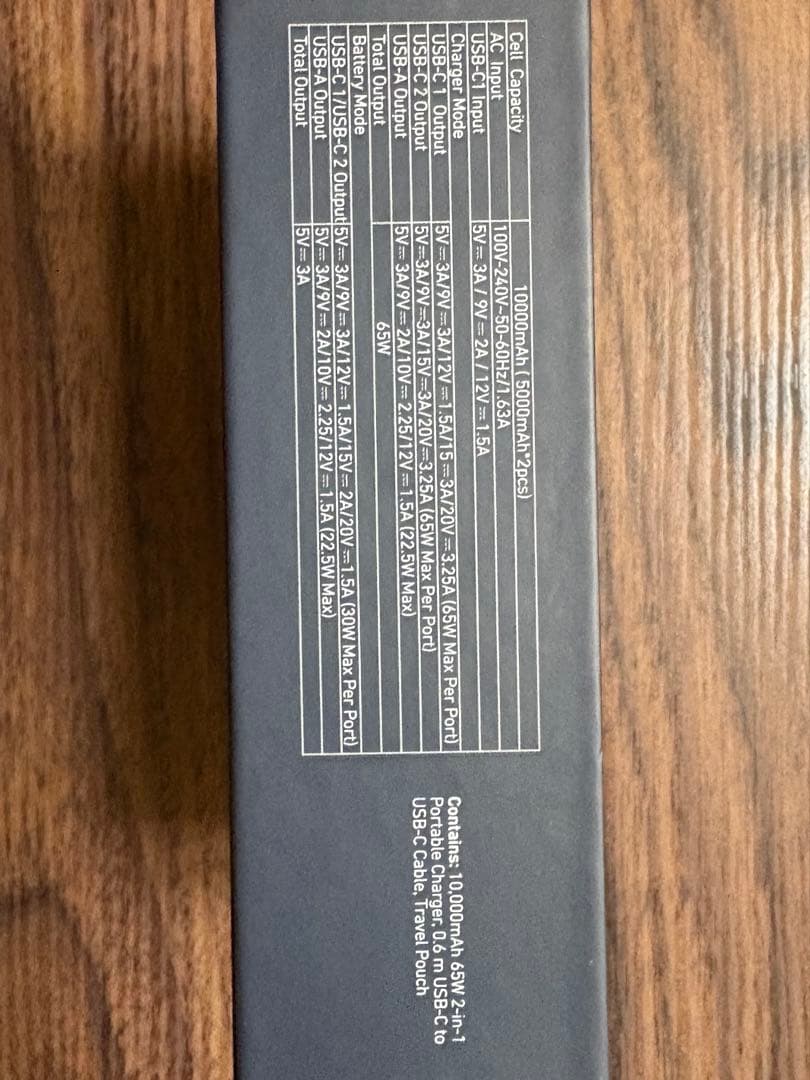 Cell Capacity 10000mAh ( 5000mAh*2pcs)
AC Input 100V-240V~50-60Hz/1.63A
USB-C1 Input 5V⎓ 3A / 9V⎓ 2A / 12V⎓ 1.5A
Charger Mode
USB-C 1 Output 5V⎓ 3A/9V⎓ 3A/12V⎓1.5A/15⎓ 3A/20V⎓ 3.25A (65W Max Per Port)
USB-C 2 Output 5V⎓3A/9V⎓3A/15V⎓3A/20V⎓3.25A (65W Max Per Port)
USB-A Output 5V⎓ 3A/9V⎓ 2A/10V⎓ 2.25/12V⎓ 1.5A (22.5W Max)
Total Output 65W
Battery Mode
USB-C 1/USB-C 2 Output 5V⎓ 3A/9V⎓ 3A/12V⎓ 1.5A/15V⎓ 2A/20V⎓1.5A (30W Max Per Port)
USB-A Output 5V⎓ 3A/9V⎓ 2A/10V⎓ 2.25/12V⎓ 1.5A (22.5W Max)
Total Output 5V⎓ 3A
Contains: 10,000mAh 65W 2-in-1
Portable Charger, 0.6 m USB-C to
USB-C Cable, Travel Pouch